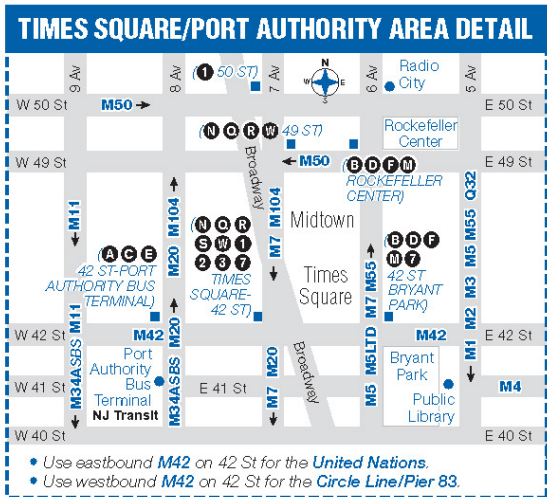 TIMES SQUARE/PORT AUTHORITY AREA DETAIL
9 Av
8 Av
(1 50 ST)
7 Av
N
W E
S
6 Av
Radio
City
5 Av
W 50 St
M50
E 50 St
(N Q R W 49 ST)
Rockefeller
Center
W 49 St
M50
E 49 St
(B D F M
ROCKEFELLER
CENTER)
Broadway
M11
M104
M20
M104
M7
Midtown
Times
Square
Q32
M55
M5
M3
M2
M1
(A C E
42 ST-PORT
AUTHORITY BUS
TERMINAL)
(N Q R
S W 1
2 3 7
TIMES
SQUARE-
42 ST)
(B D F
M 7
42 ST
BRYANT
PARK)
M55
M7
M11
M20
W 42 St
M42
M42
E 42 St
M34ASBS
Port
Authority
Bus
Terminal
NJ Transit
M34ASBS
M20
M7
Broadway
M5LTD
M5
Bryant
Park
Public
Library
W 41 St
E 41 St
M4
W 40 St
E 40 St
• Use eastbound M42 on 42 St for the United Nations.
• Use westbound M42 on 42 St for the Circle Line/Pier 83.